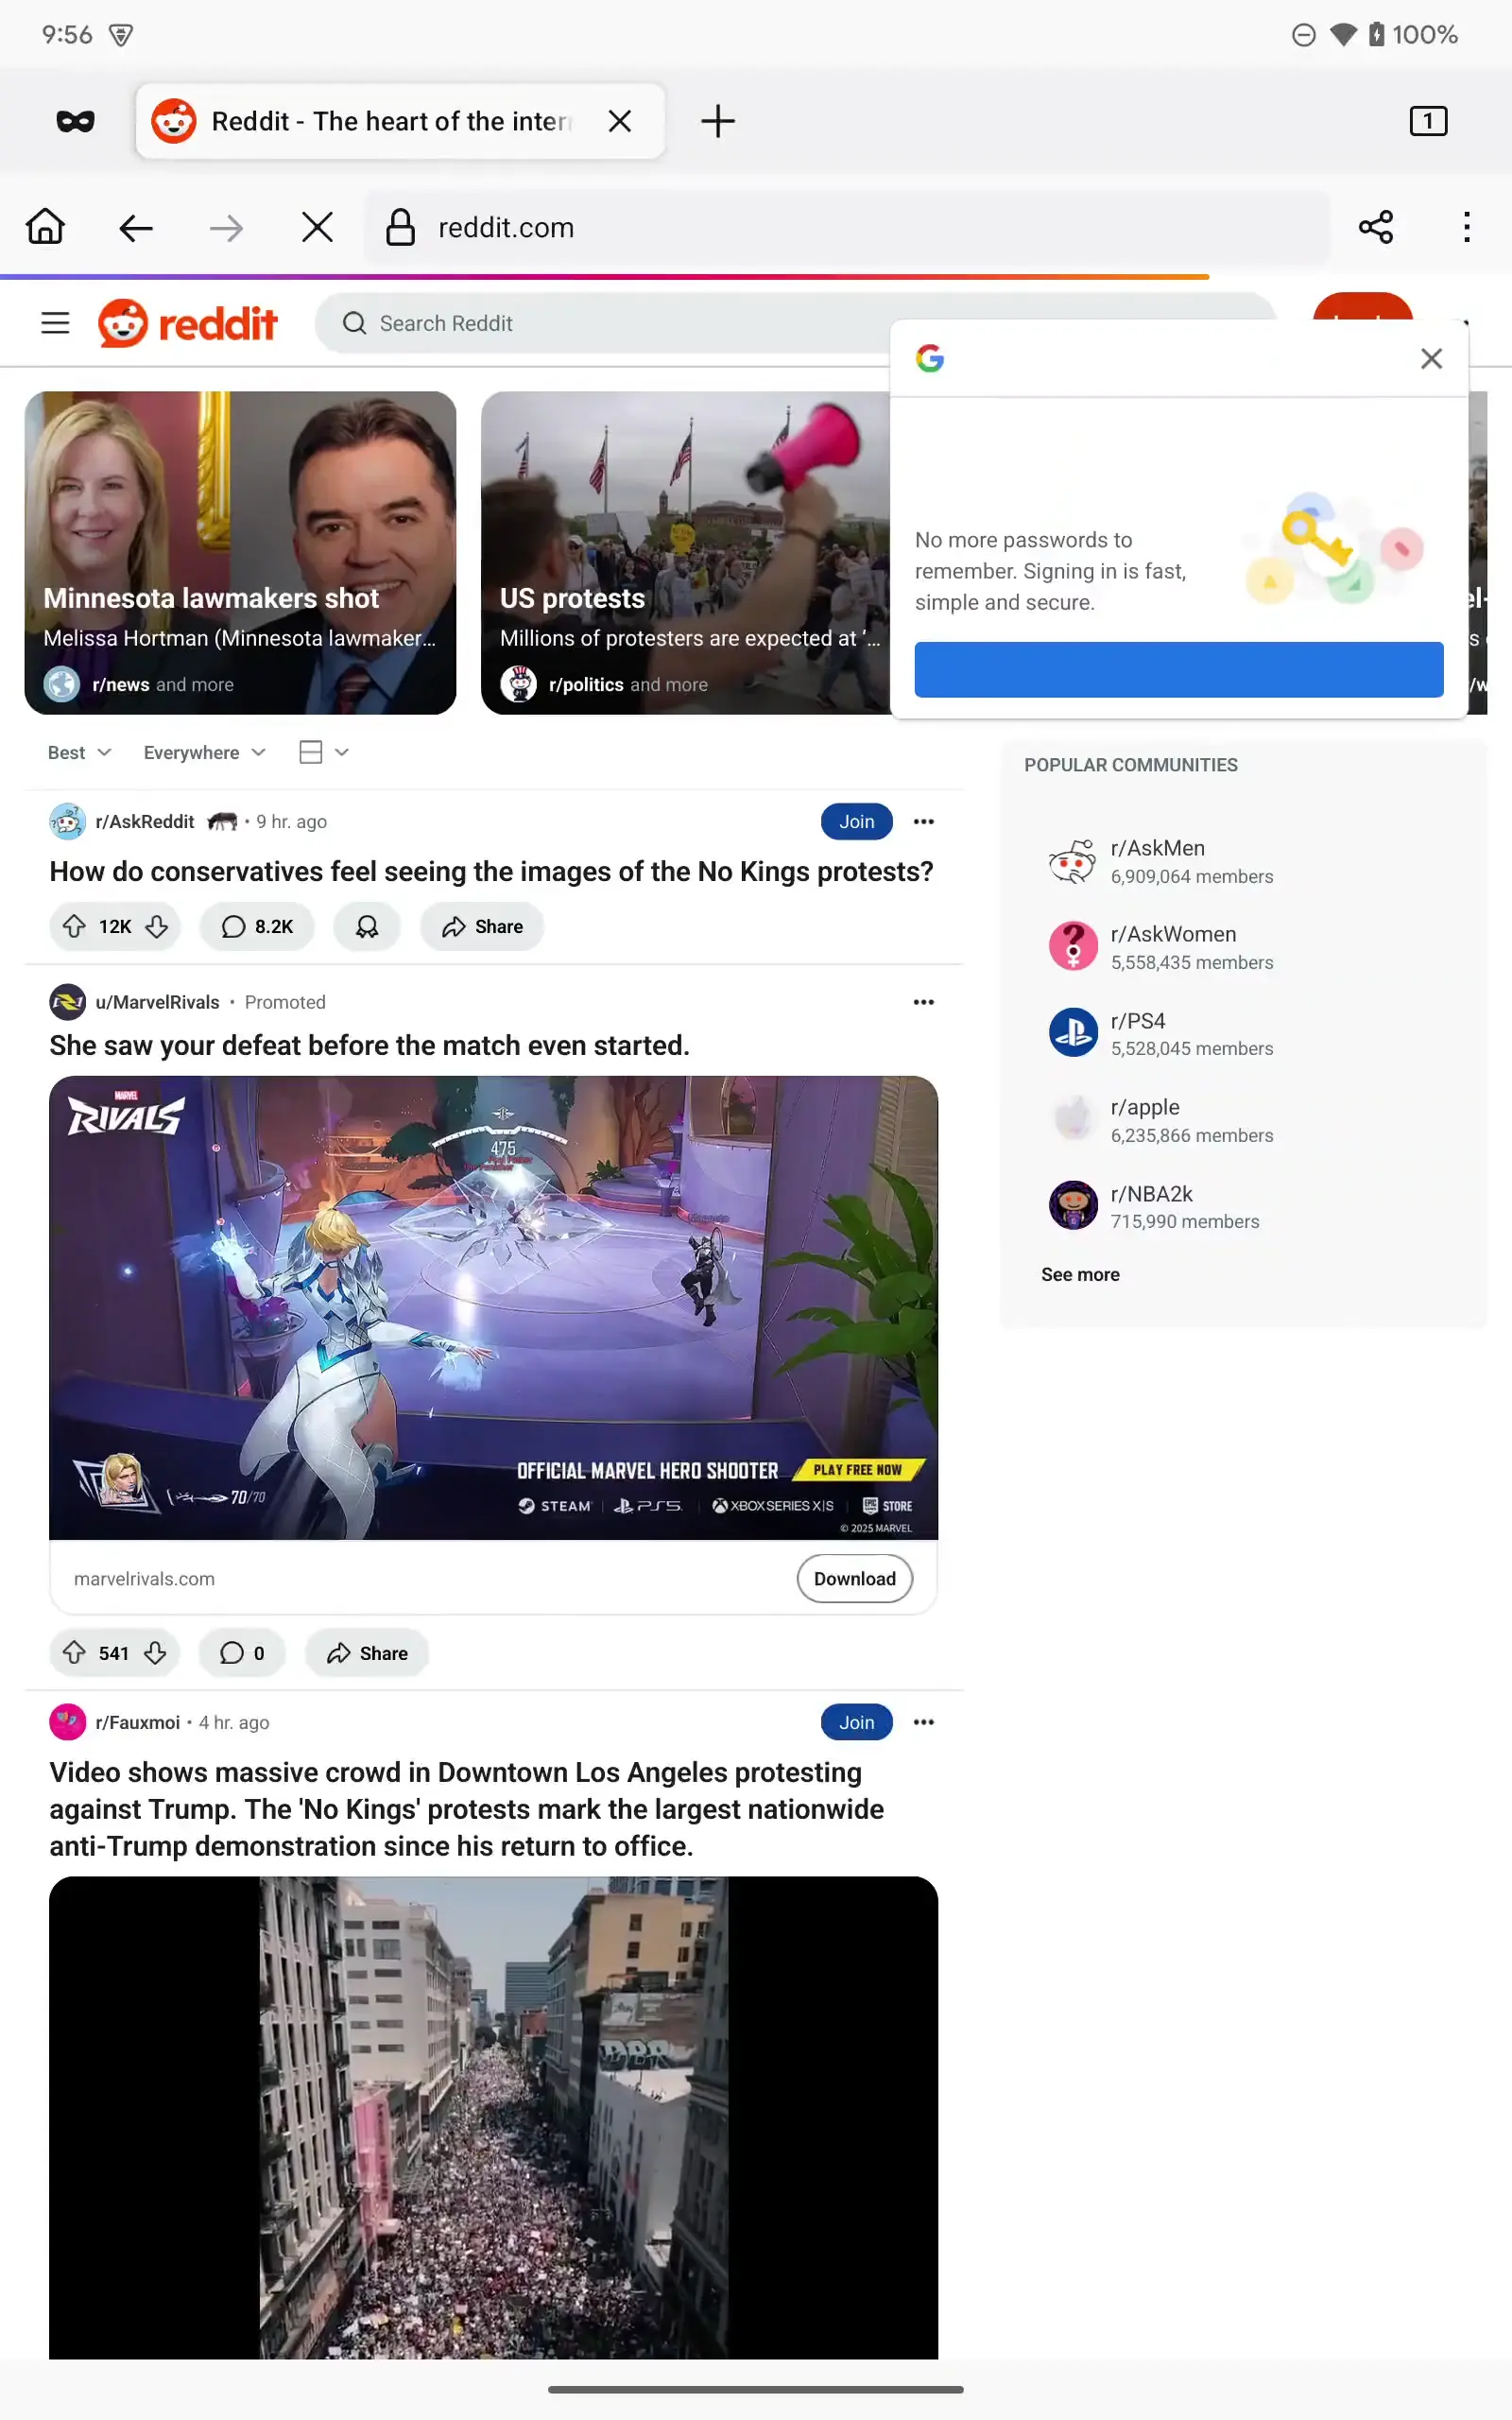 9:56
100%
Reddit - The heart of the inter
1
reddit.com
reddit
Search Reddit
No more passwords to
remember. Signing in is fast,
simple and secure.
Minnesota lawmakers shot
Melissa Hortman (Minnesota lawmaker...
r/news and more
US protests
Millions of protesters are expected at ‘...
r/politics and more
Best
Everywhere
r/AskReddit • 9 hr. ago
Join
How do conservatives feel seeing the images of the No Kings protests?
12K
8.2K
Share
u/MarvelRivals • Promoted
She saw your defeat before the match even started.
MARVEL
RIVALS
475
70/70
OFFICIAL MARVEL HERO SHOOTER
PLAY FREE NOW
STEAM
PS5
XBOX SERIES X|S
EPIC GAMES STORE
© 2025 MARVEL
marvelrivals.com
Download
541
0
Share
r/Fauxmoi • 4 hr. ago
Join
Video shows massive crowd in Downtown Los Angeles protesting
against Trump. The 'No Kings' protests mark the largest nationwide
anti-Trump demonstration since his return to office.
POPULAR COMMUNITIES
r/AskMen
6,909,064 members
r/AskWomen
5,558,435 members
r/PS4
5,528,045 members
r/apple
6,235,866 members
r/NBA2k
715,990 members
See more